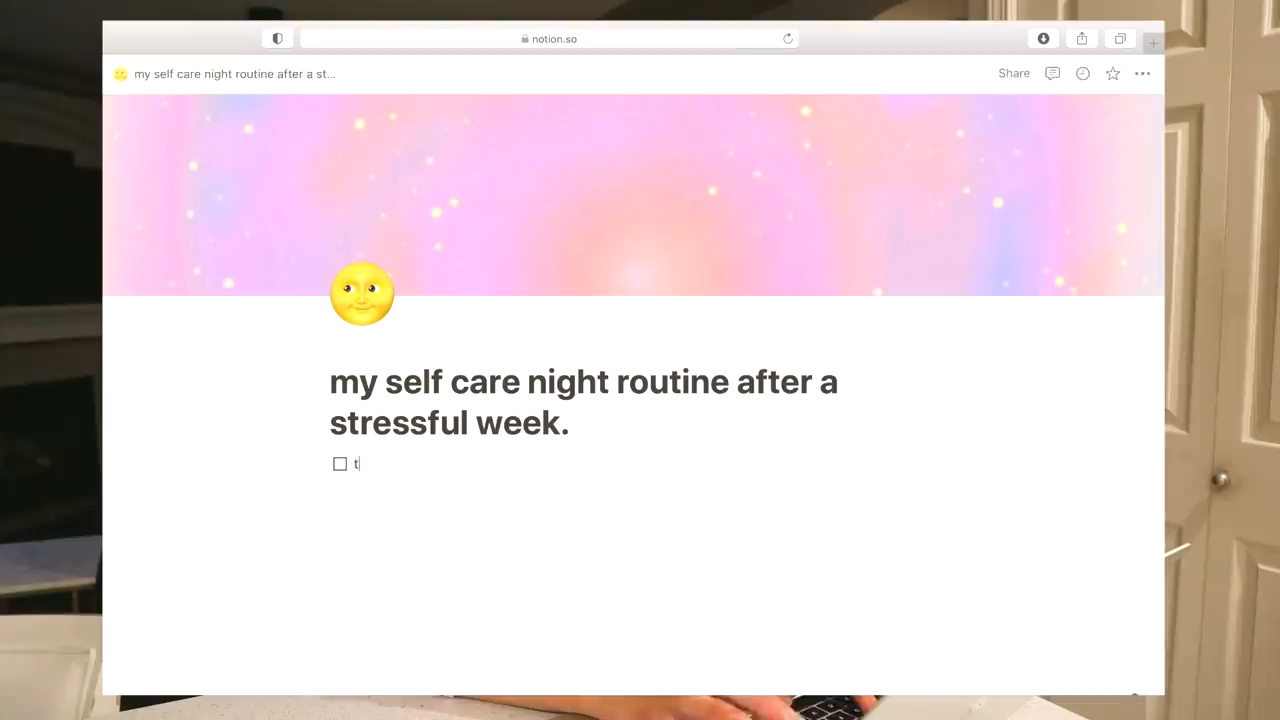 notion.so
my self care night routine after a st...
Share
my self care night routine after a
stressful week.
t